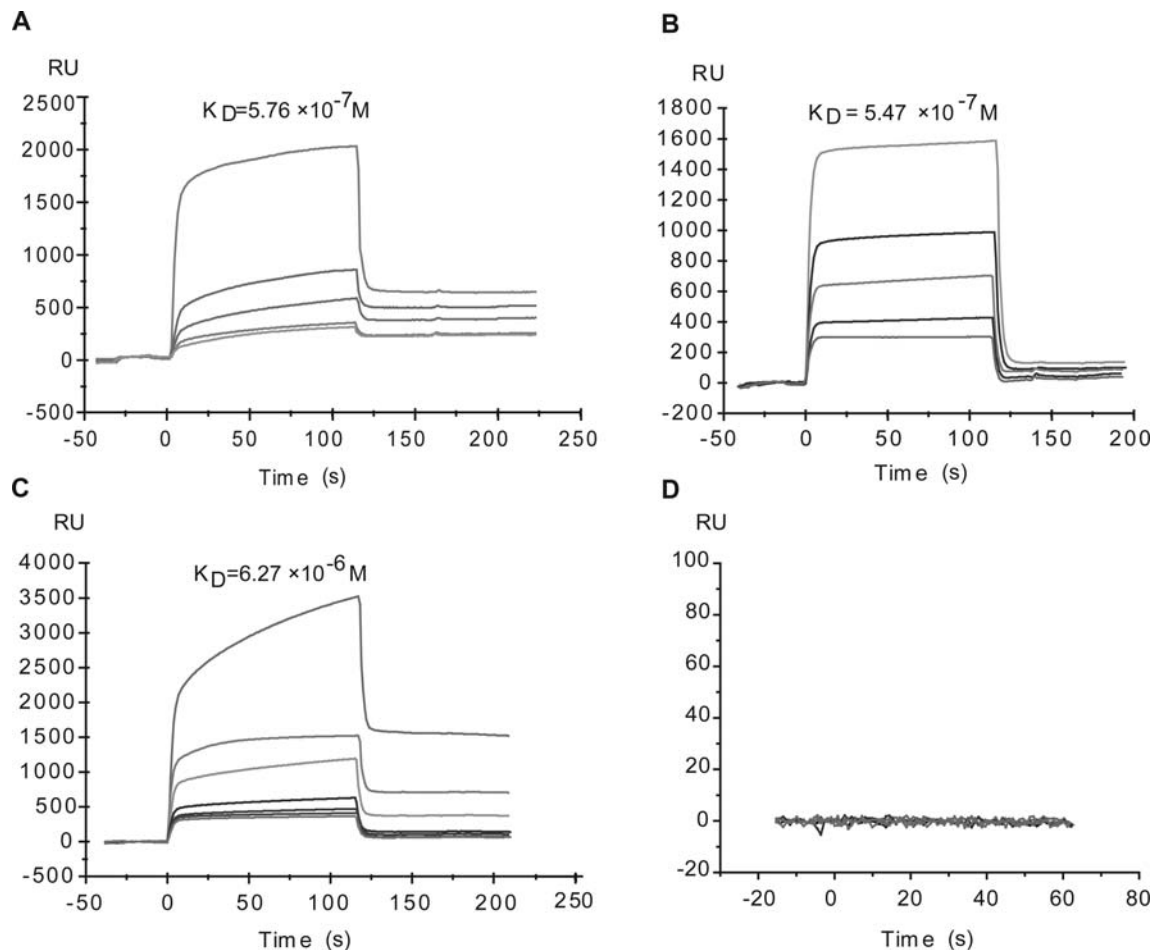 A
RU
K D=5.76 ×10-7M
2500
2000
1500
1000
500
0
-500
-50 0 50 100 150 200 250
Time (s)
B
RU
K D = 5.47 ×10 -7M
1800
1600
1400
1200
1000
800
600
400
200
0
-200
-50 0 50 100 150 200
Time (s)
C
RU
K D=6.27 ×10-6 M
4000
3500
3000
2500
2000
1500
1000
500
0
-500
-50 0 50 100 150 200 250
Time (s)
D
RU
100
80
60
40
20
0
-20
-20 0 20 40 60 80
Time (s)